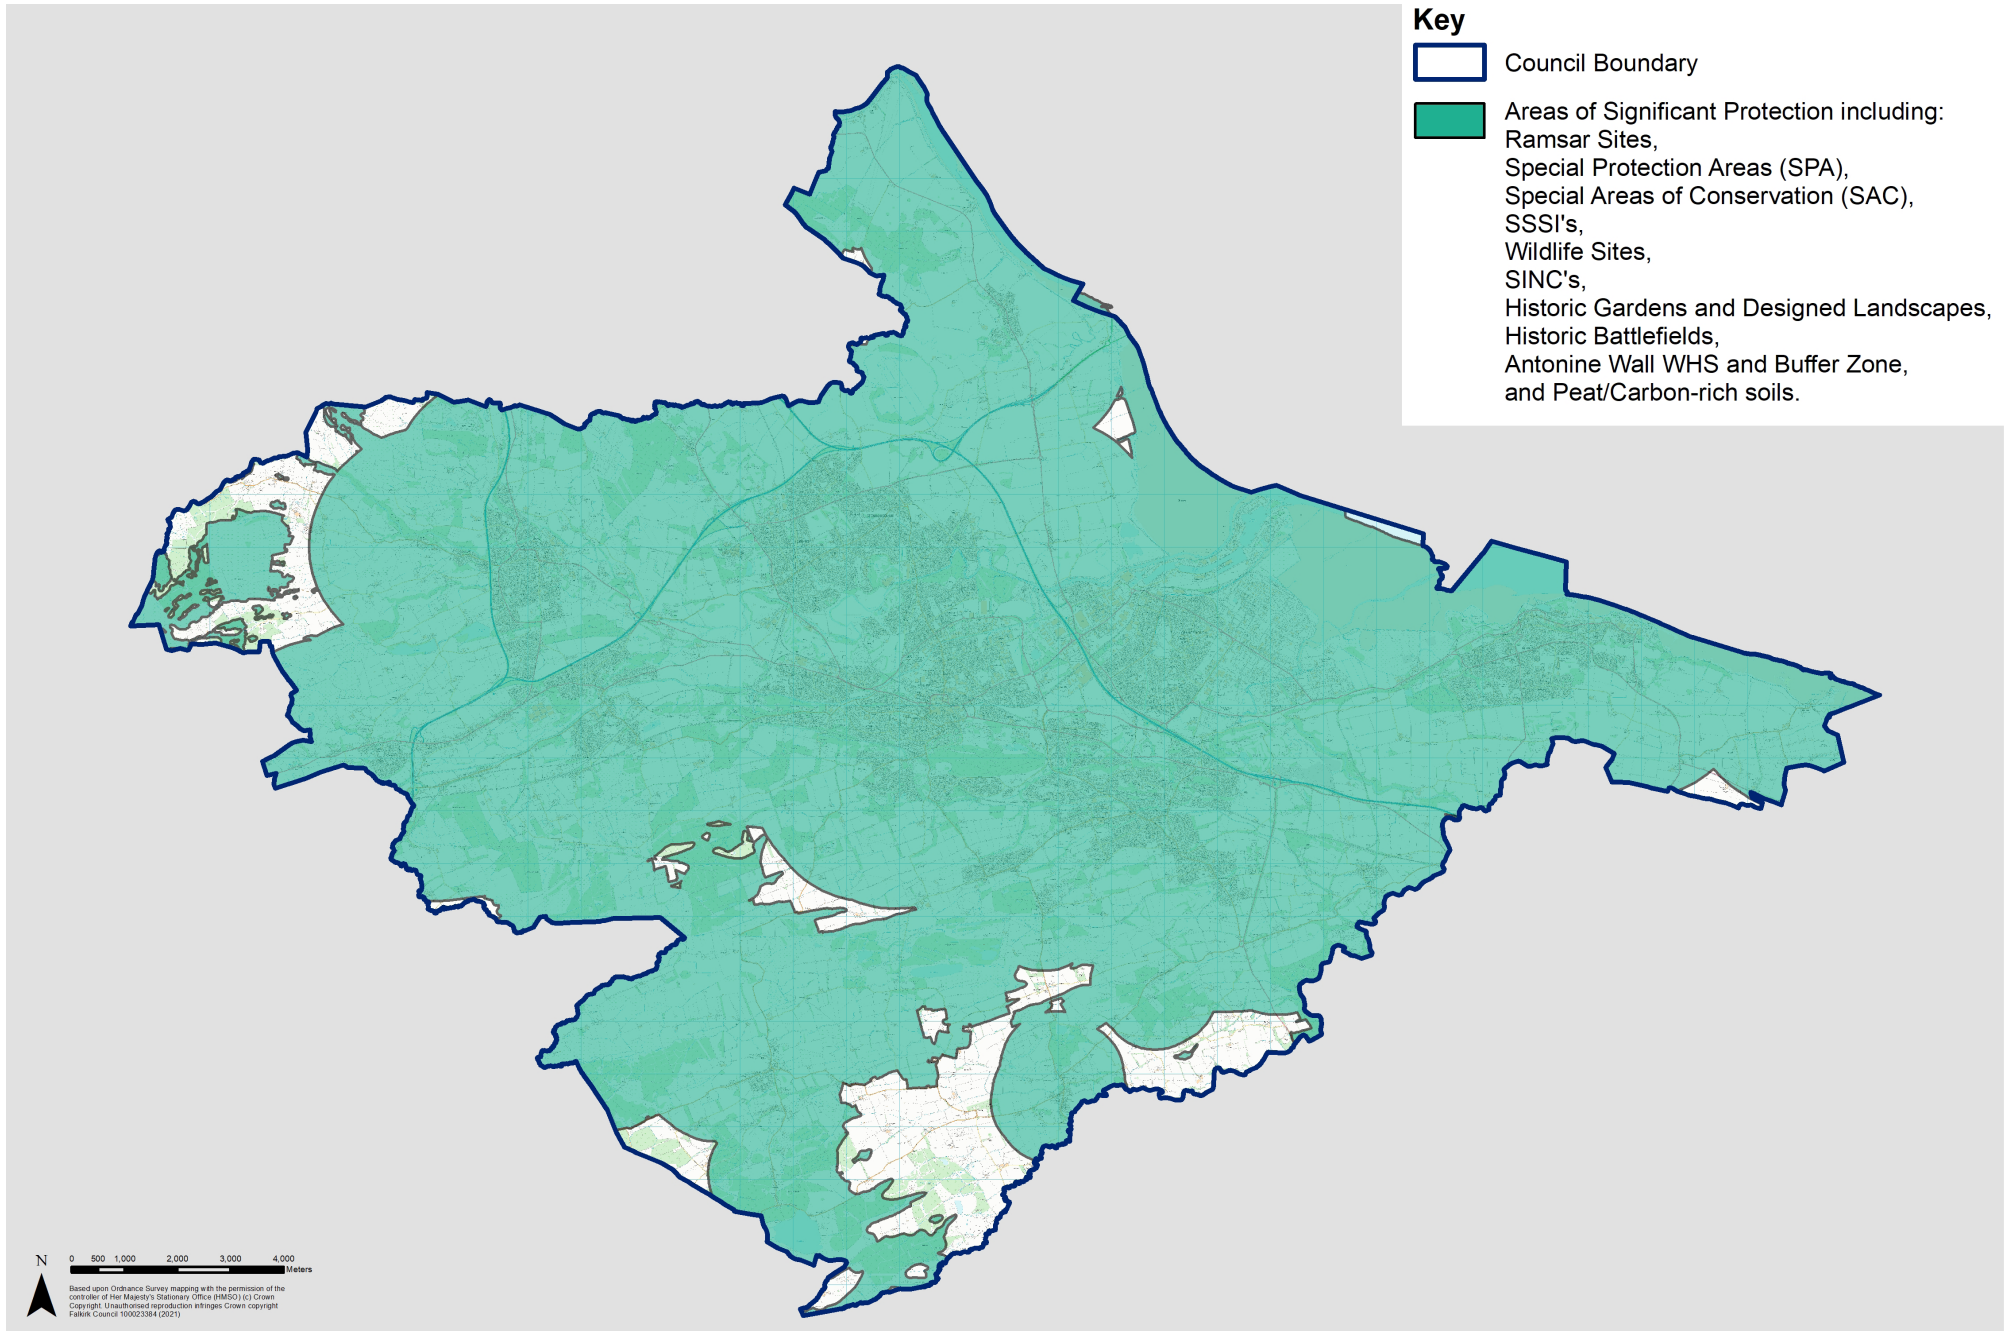 Key
Council Boundary
Areas of Significant Protection including:
Ramsar Sites,
Special Protection Areas (SPA),
Special Areas of Conservation (SAC),
SSSI's,
Wildlife Sites,
SINC's,
Historic Gardens and Designed Landscapes,
Historic Battlefields,
Antonine Wall WHS and Buffer Zone,
and Peat/Carbon-rich soils.
N
0 500 1,000 2,000 3,000 4,000
Meters
Based upon Ordnance Survey mapping with the permission of the
controller of Her Majesty's Stationary Office (HMSO) (c) Crown
Copyright. Unauthorised reproduction infringes Crown copyright
Falkirk Council 100023384 (2021)